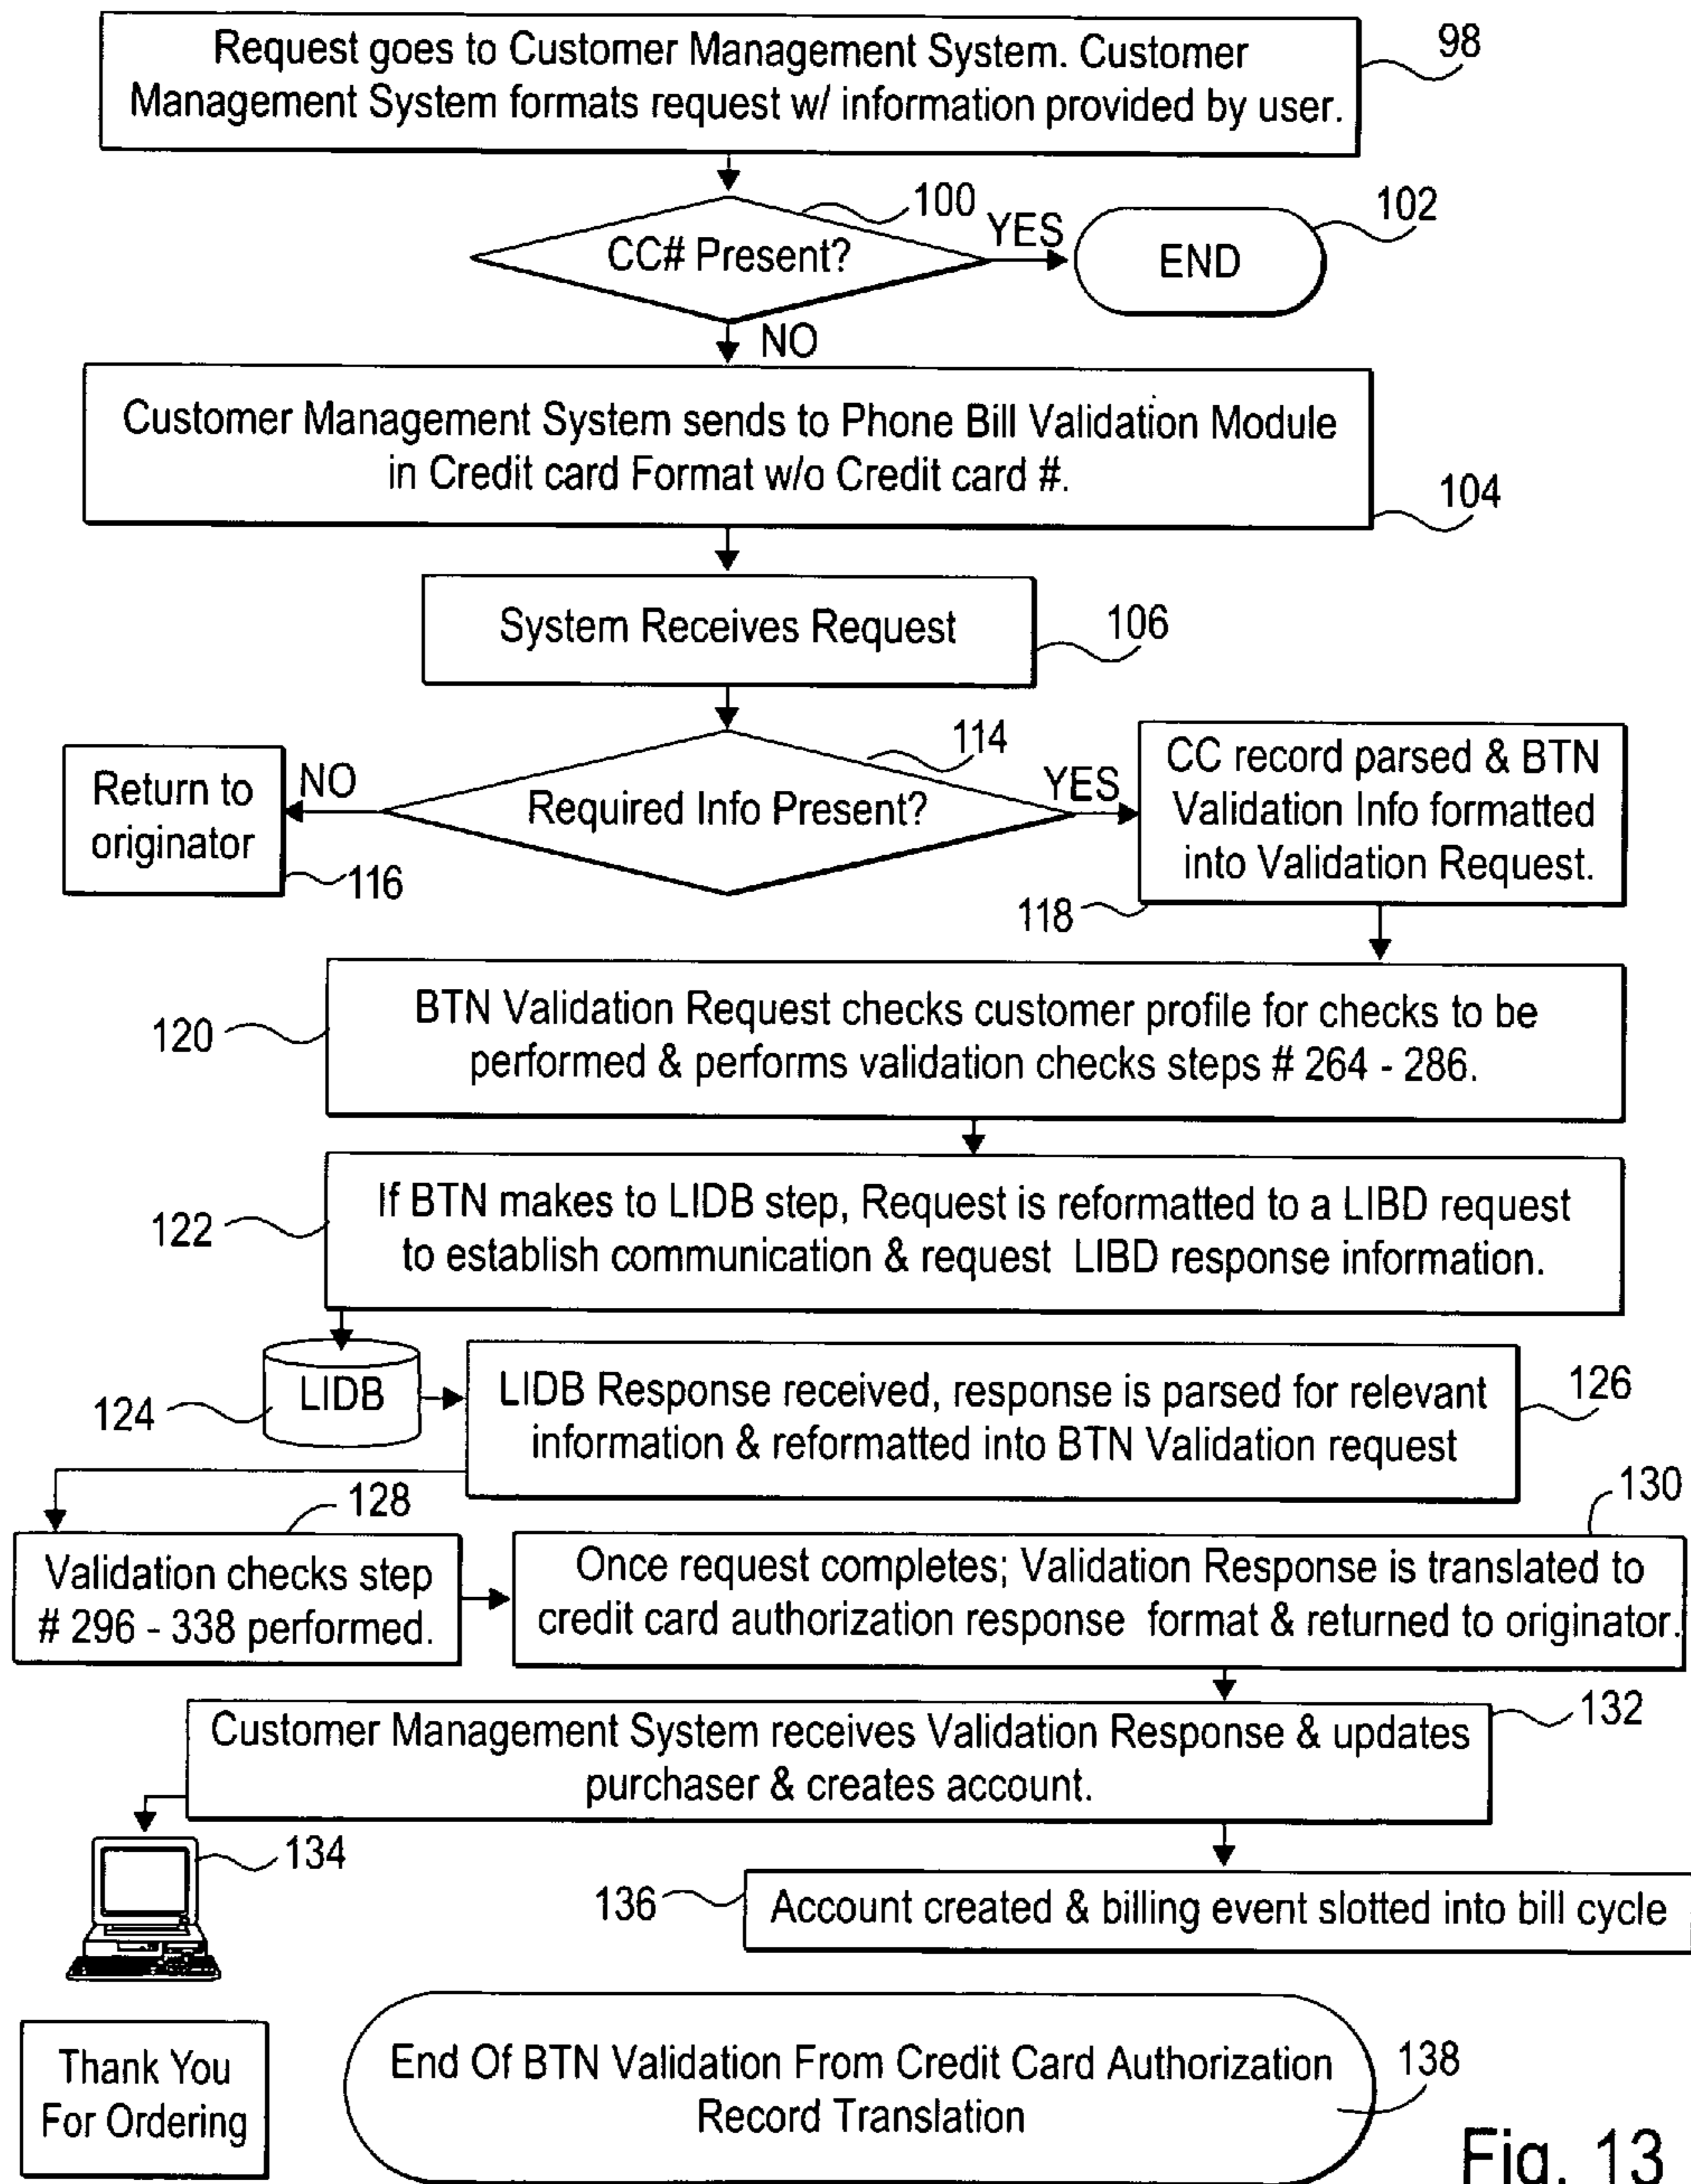 Request goes to Customer Management System. Customer
Management System formats request w/ information provided by user.
98
100
CC# Present?
YES
END
102
NO
Customer Management System sends to Phone Bill Validation Module
in Credit card Format w/o Credit card #.
104
System Receives Request
106
Return to
originator
116
NO
114
Required Info Present?
YES
CC record parsed & BTN
Validation Info formatted
into Validation Request.
118
120
BTN Validation Request checks customer profile for checks to be
performed & performs validation checks steps # 264 - 286.
122
If BTN makes to LIDB step, Request is reformatted to a LIBD request
to establish communication & request LIBD response information.
124
LIDB
LIDB Response received, response is parsed for relevant
information & reformatted into BTN Validation request
126
128
Validation checks step
# 296 - 338 performed.
130
Once request completes; Validation Response is translated to
credit card authorization response format & returned to originator.
Customer Management System receives Validation Response & updates
purchaser & creates account.
132
134
136
Account created & billing event slotted into bill cycle
Thank You
For Ordering
End Of BTN Validation From Credit Card Authorization
Record Translation
138
Fig. 13